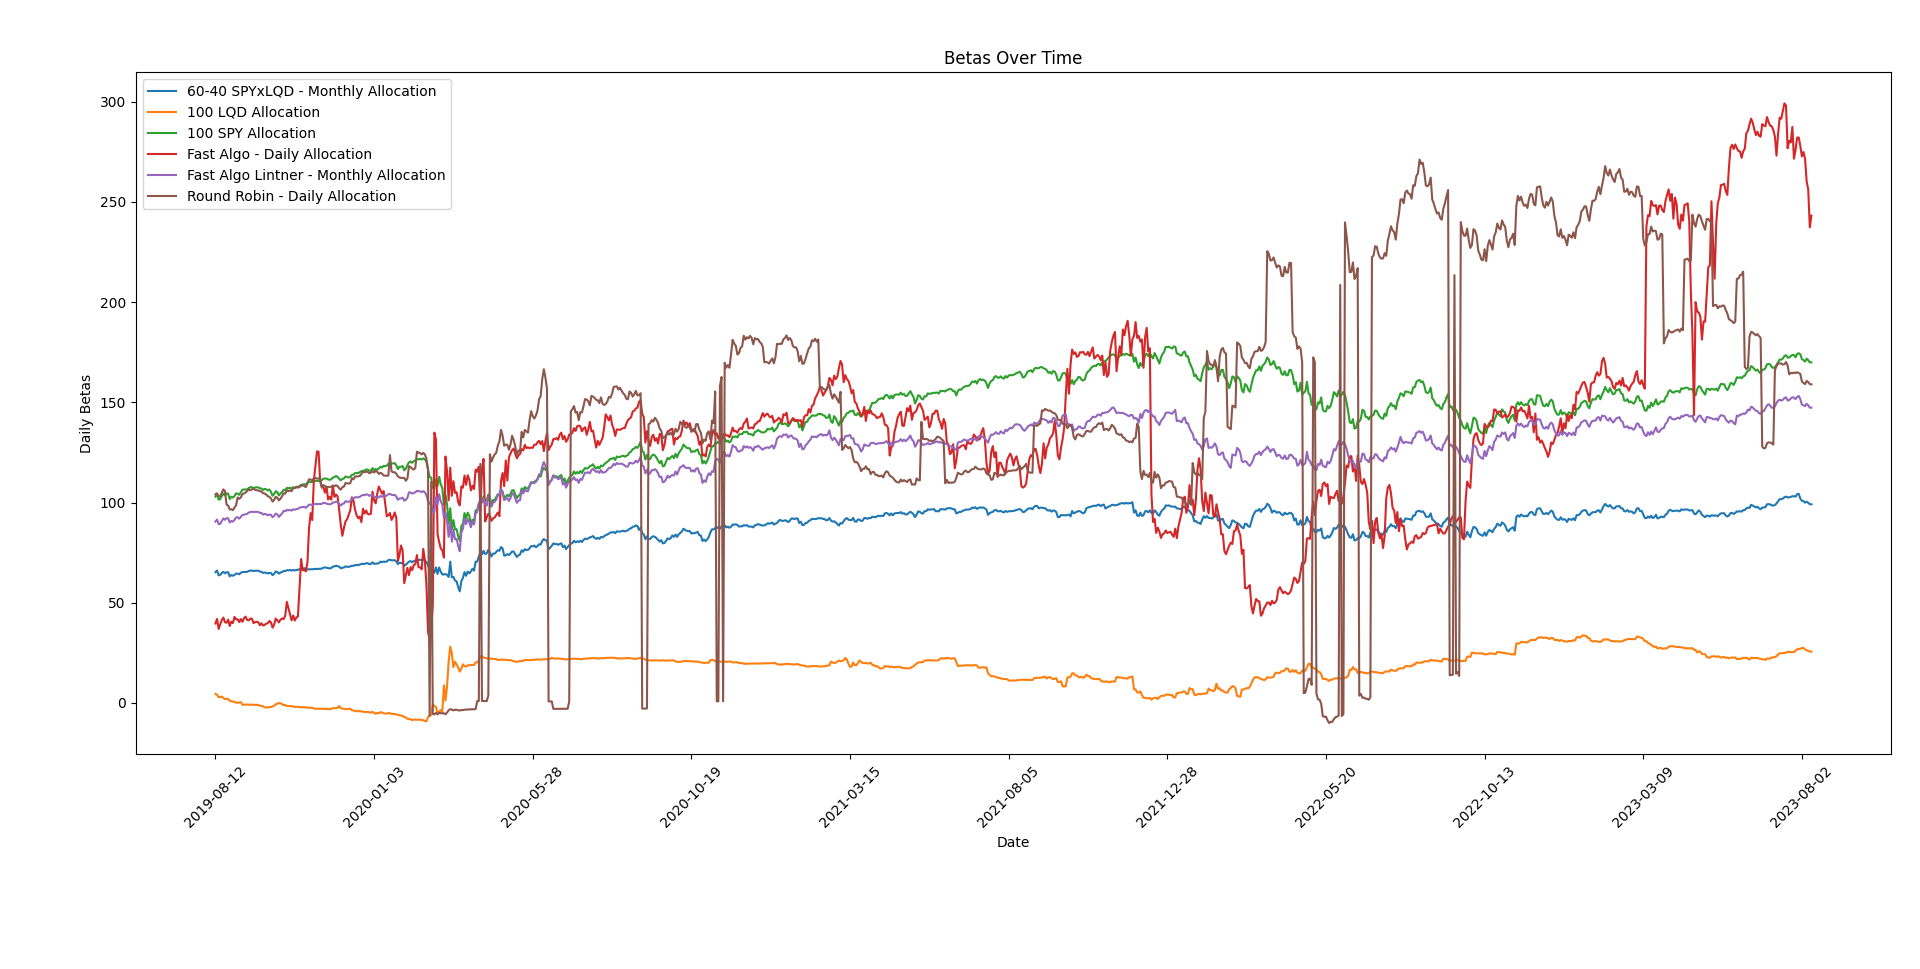 Betas Over Time
60-40 SPYxLQD - Monthly Allocation
100 LQD Allocation
100 SPY Allocation
Fast Algo - Daily Allocation
Fast Algo Lintner - Monthly Allocation
Round Robin - Daily Allocation
300
250
200
150
100
50
0
Daily Betas
2019-08-12
2020-01-03
2020-05-28
2020-10-19
2021-03-15
2021-08-05
2021-12-28
2022-05-20
2022-10-13
2023-03-09
2023-08-02
Date